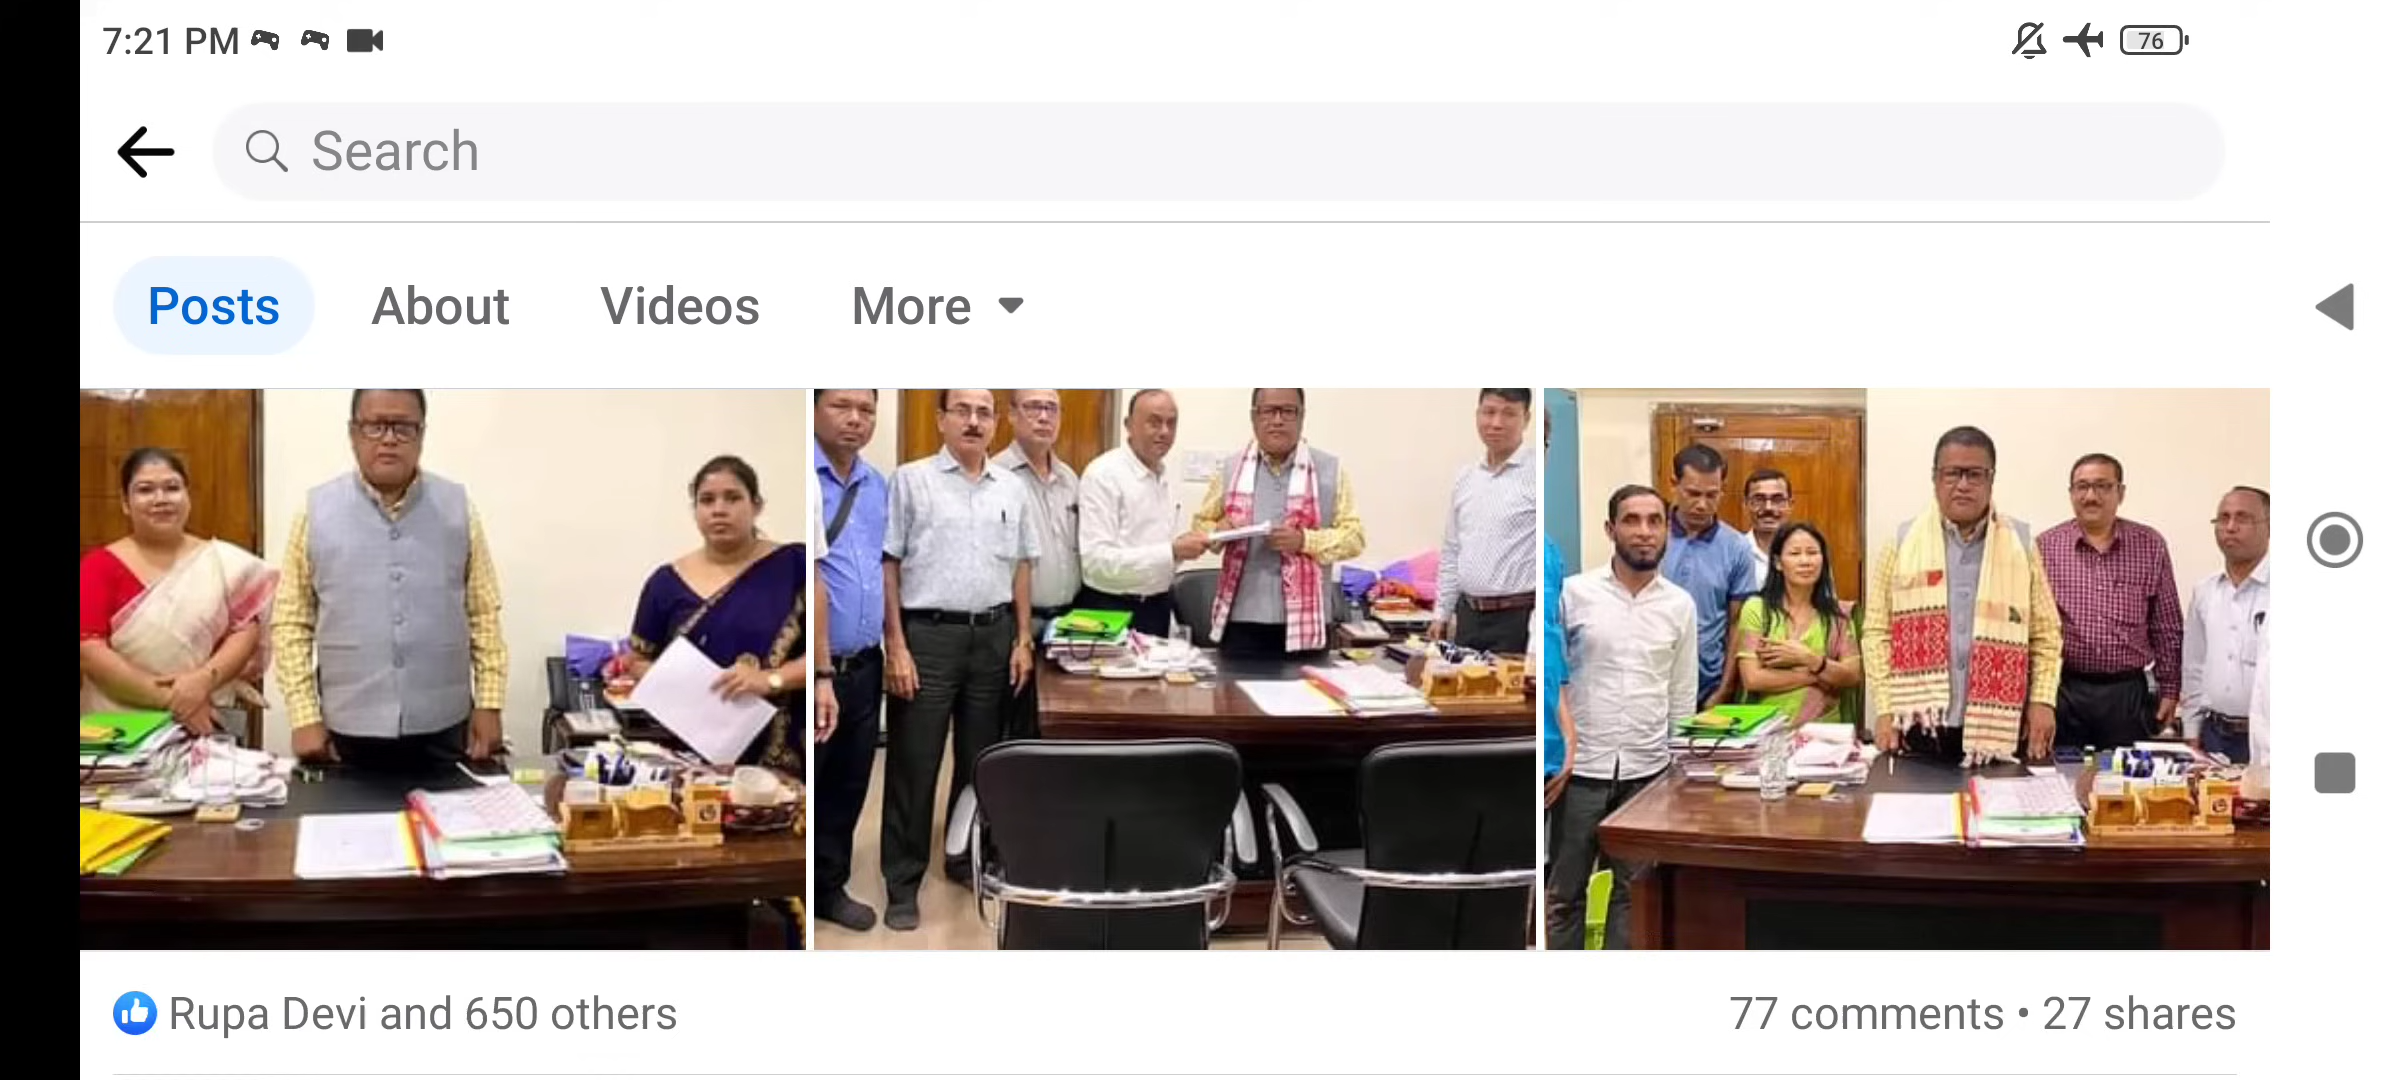 7:21 PM
76
Search
Posts About Videos More
Rupa Devi and 650 others
77 comments • 27 shares